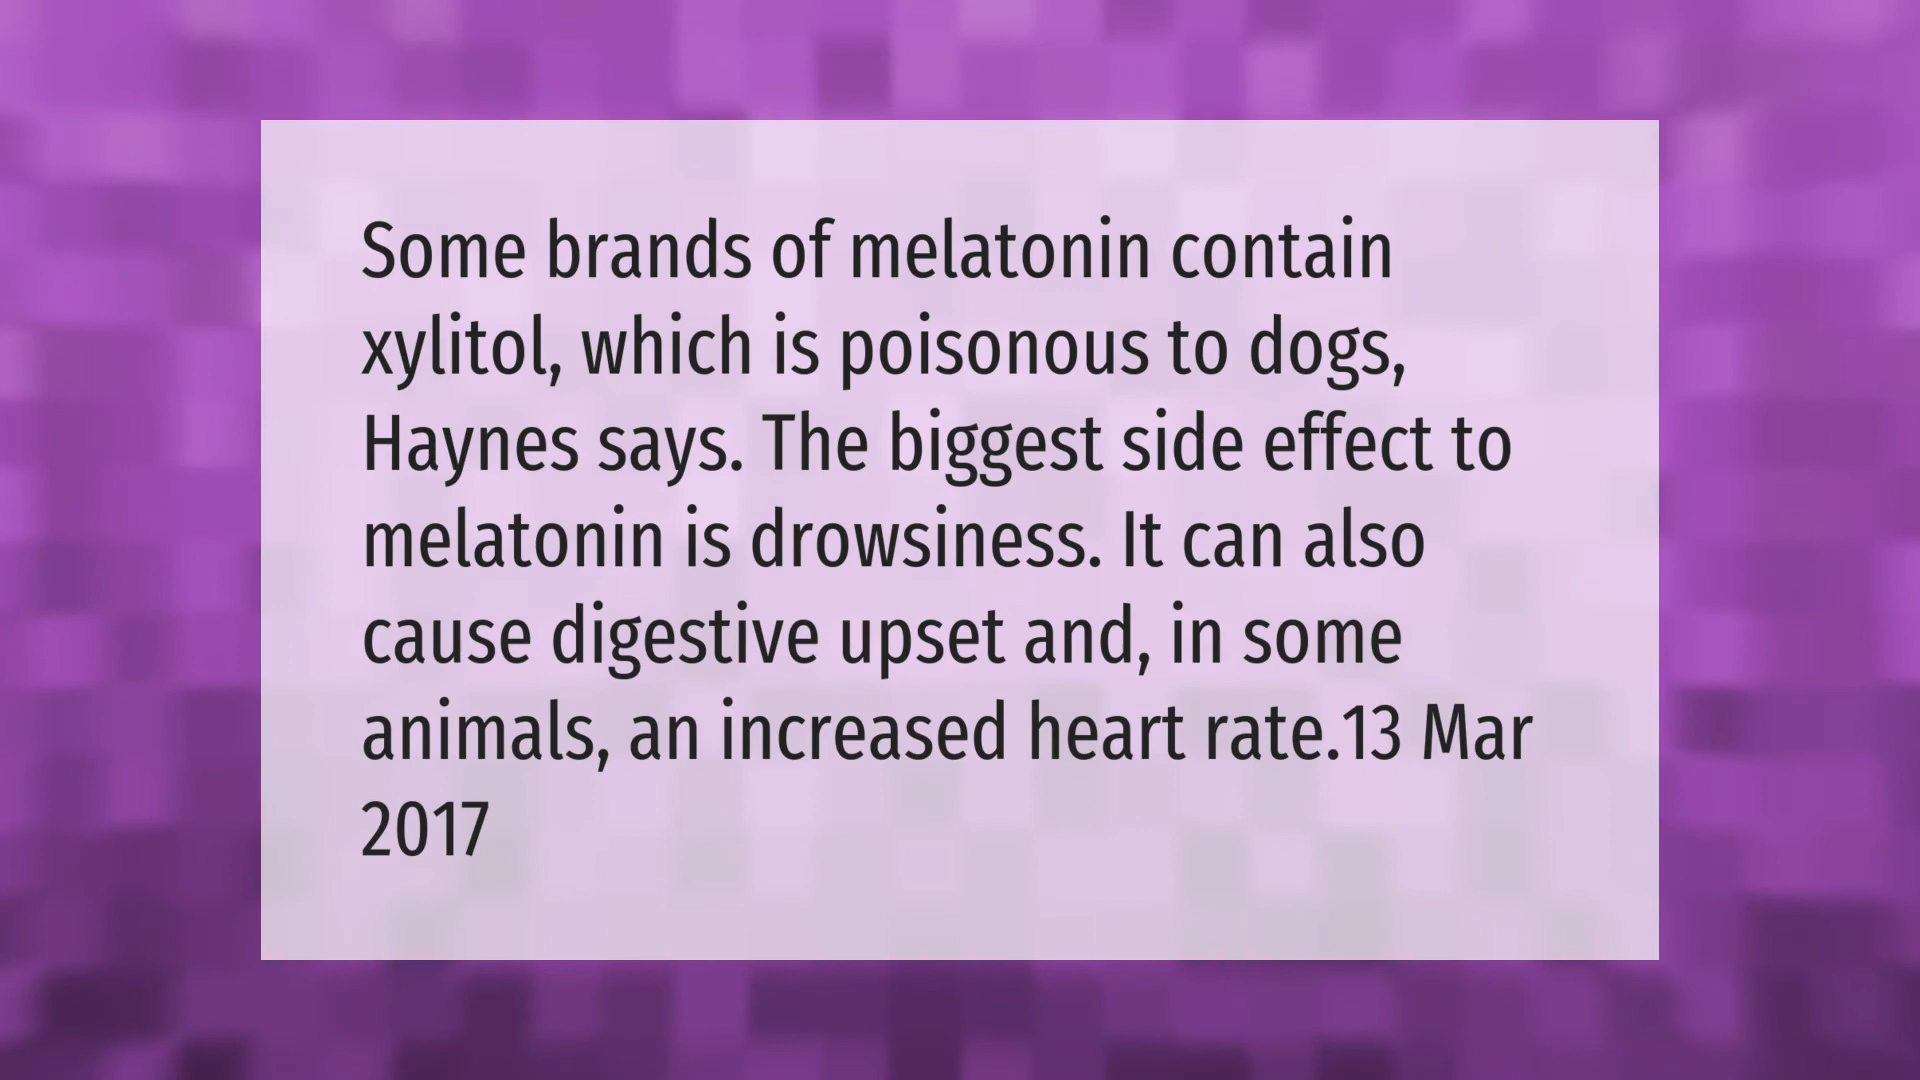 Some brands of melatonin contain
xylitol, which is poisonous to dogs,
Haynes says. The biggest side effect to
melatonin is drowsiness. It can also
cause digestive upset and, in some
animals, an increased heart rate.13 Mar
2017